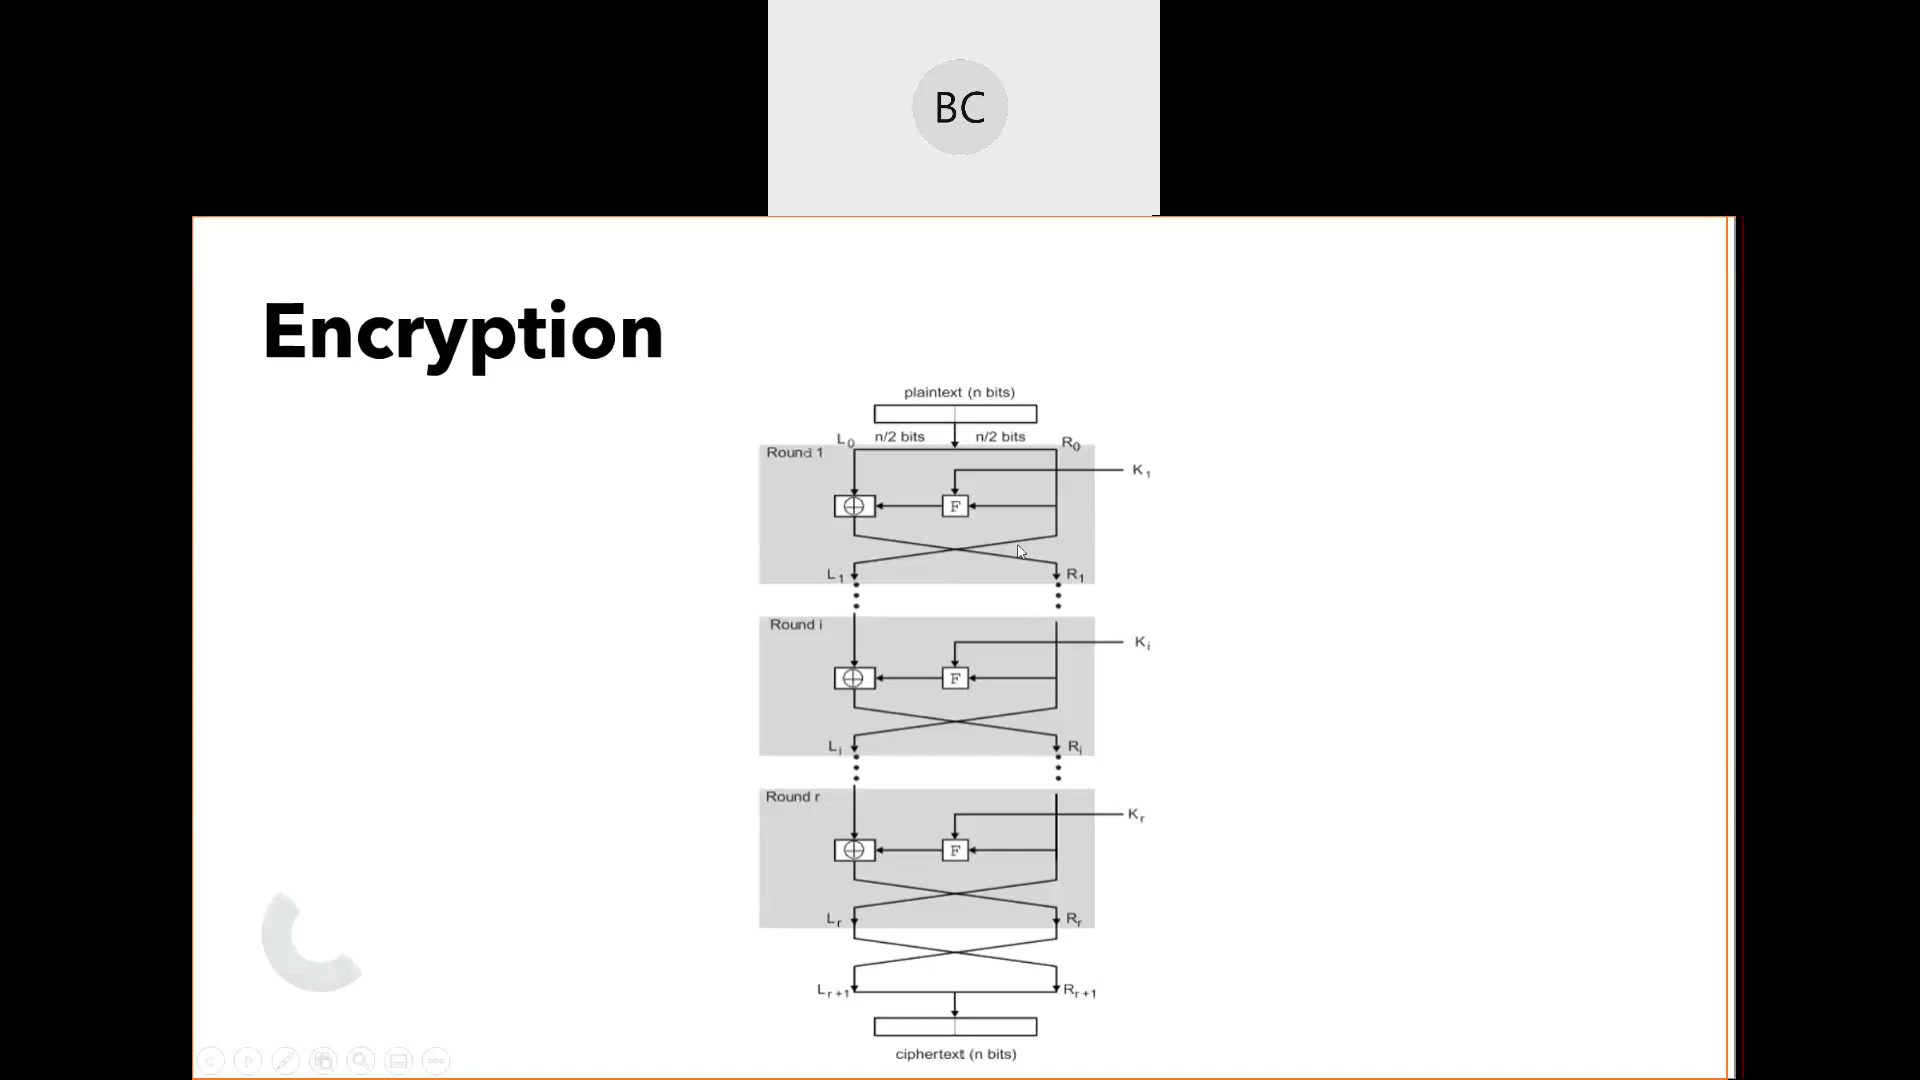 BC
Encryption
plaintext (n bits)
L0 n/2 bits n/2 bits R0
Round 1
K1
F
L1 R1
Round i
Ki
F
Li Ri
Round r
Kr
F
Lr Rr
Lr+1 Rr+1
ciphertext (n bits)